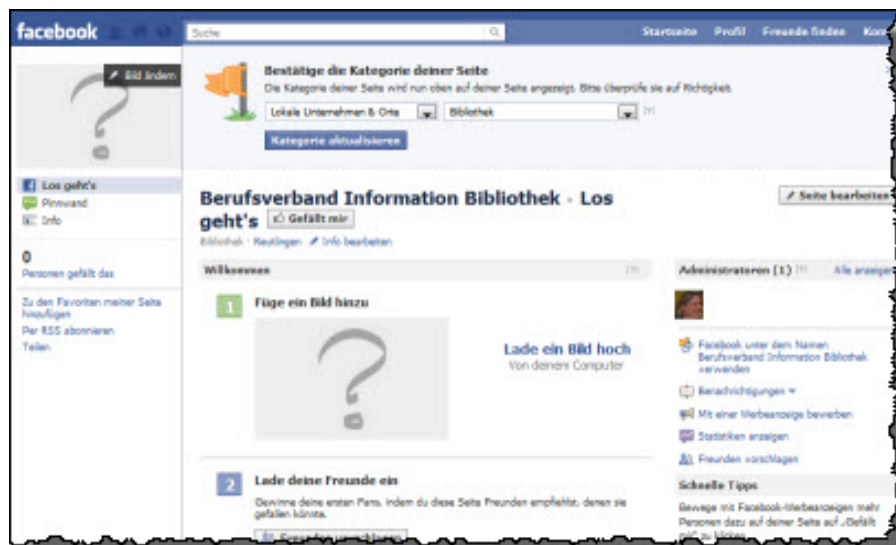 facebook
Suche
Startseite Profil Freunde finden
Bild ändern
Bestätige die Kategorie deiner Seite
Die Kategorie deiner Seite wird nun oben auf deiner Seite angezeigt. Bitte überprüfe sie auf Richtigkeit.
Lokale Unternehmen & Orte Bibliothek [?]
Kategorie aktualisieren
Los geht's
Pinnwand
Info
0
Personen gefällt das
Zu den Favoriten meiner Seite
hinzufügen
Per RSS abonnieren
Teilen
Berufsverband Information Bibliothek › Los
geht's Gefällt mir
Bibliothek · Reutlingen Info bearbeiten
Seite bearbeiten
Willkommen [?]
1 Füge ein Bild hinzu
Lade ein Bild hoch
Von deinem Computer
2 Lade deine Freunde ein
Gewinne deine ersten Fans, indem du diese Seite Freunden empfiehlst, denen sie
gefallen könnte.
Freunden vorschlagen
Administratoren (1) [?] Alle anzeigen
Facebook unter dem Namen
Berufsverband Information Bibliothek
verwenden
Benachrichtigungen
Mit einer Werbeanzeige bewerben
Statistiken anzeigen
Freunden vorschlagen
Schnelle Tipps
Bewege mit Facebook-Werbeanzeigen mehr
Personen dazu auf deiner Seite auf „Gefällt
mir" zu klicken.